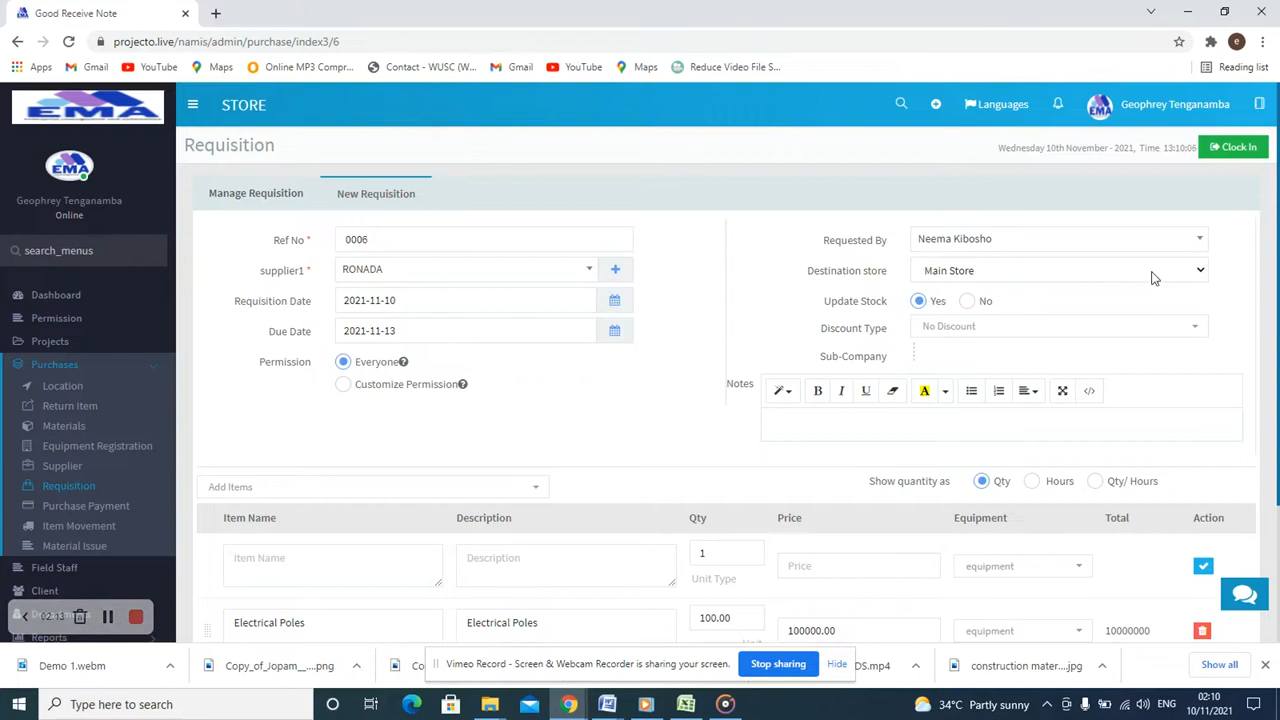 Good Receive Note
projecto.live/namis/admin/purchase/index3/6
e
Apps Gmail YouTube Maps Online MP3 Compr... Contact - WUSC (W... Gmail YouTube Maps Reduce Video File S... Reading list
EMA STORE Languages EMA Geophrey Tenganamba
Requisition Wednesday 10th November - 2021, Time 13:10:06 Clock In
EMA
Geophrey Tenganamba
Online
search_menus
Dashboard
Permission
Projects
Purchases
Location
Return Item
Materials
Equipment Registration
Supplier
Requisition
Purchase Payment
Item Movement
Material Issue
Field Staff
Client
Reports
Manage Requisition New Requisition
Ref No * 0006
supplier1 * RONADA
Requisition Date 2021-11-10
Due Date 2021-11-13
Permission Everyone
Customize Permission
Requested By Neema Kibosho
Destination store Main Store
Update Stock Yes No
Discount Type No Discount
Sub-Company
Notes B I U A
Add Items Show quantity as Qty Hours Qty/ Hours
Item Name Description Qty Price Equipment Total Action
Item Name Description 1 Price equipment
Unit Type
Electrical Poles Electrical Poles 100.00 100000.00 equipment 10000000
Demo 1.webm Copy_of_Jopam__....png Vimeo Record - Screen & Webcam Recorder is sharing your screen. Stop sharing Hide DS.mp4 construction mater....jpg Show all
Type here to search 34°C Partly sunny ENG 02:10
10/11/2021